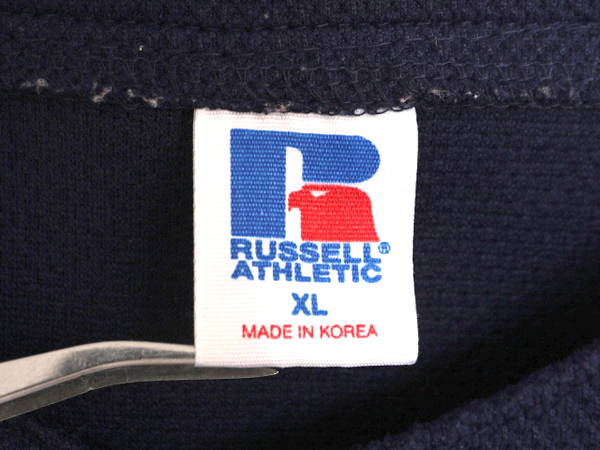 RUSSELL®
ATHLETIC
XL
MADE IN KOREA